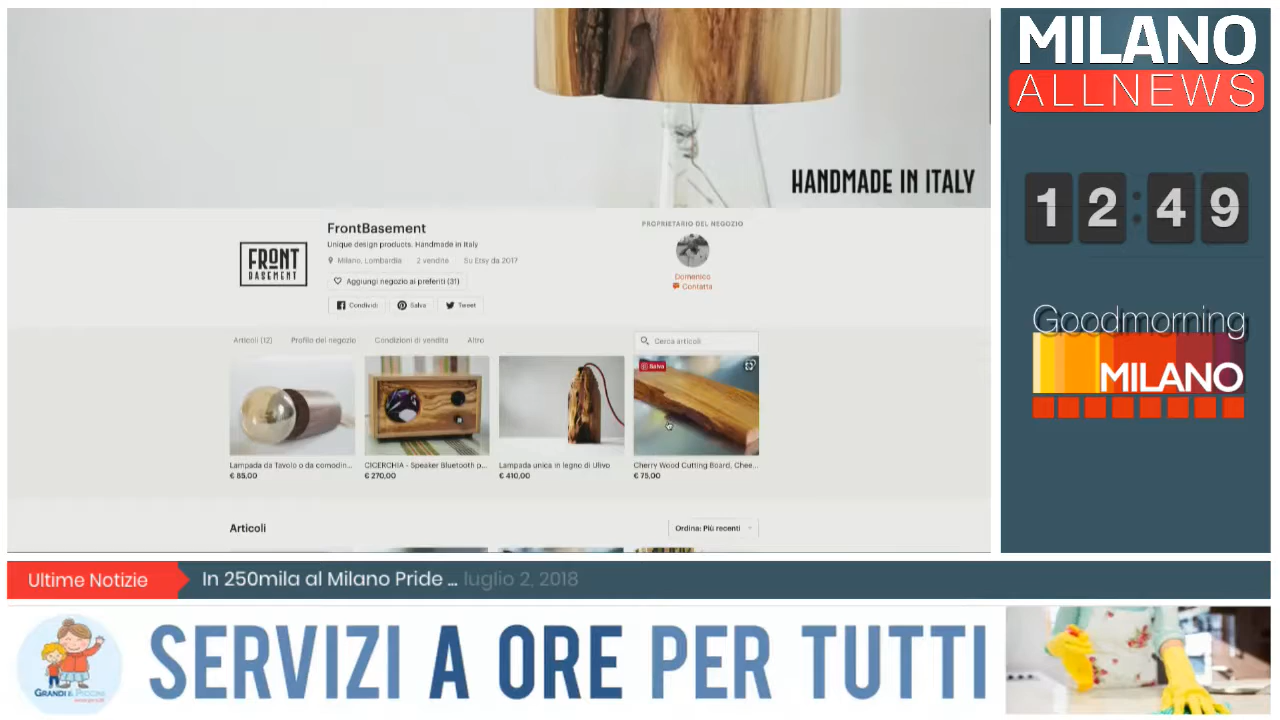 MILANO
ALLNEWS
HANDMADE IN ITALY
FrontBasement
Unique design products. Handmade in Italy
Milano, Lombardia 2 vendite Su Etsy da 2017
Aggiungi negozio ai preferiti (31)
Condividi Salva Tweet
FRONT
BASEMENT
PROPRIETARIO DEL NEGOZIO
Domenico
Contatta
12:49
Goodmorning
MILANO
Articoli (12) Profilo del negozio Condizioni di vendita Altro
Cerca articoli
Salva
Lampada da Tavolo o da comodin...
€ 85,00
CICERCHIA - Speaker Bluetooth p...
€ 270,00
Lampada unica in legno di Ulivo
€ 410,00
Cherry Wood Cutting Board, Chee...
€ 75,00
Articoli
Ordina: Più recenti
Ultime Notizie In 250mila al Milano Pride ... luglio 2, 2018
GRANDI E PICCINI
SERVIZI A ORE PER TUTTI